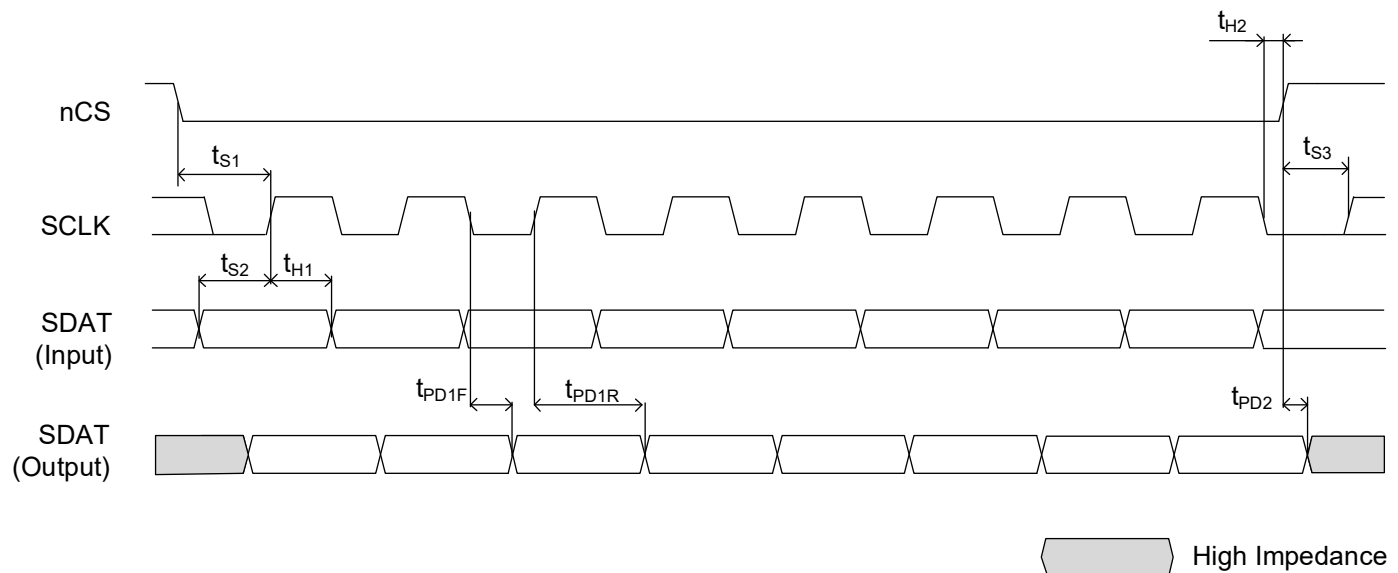 tH2
nCS
tS1
tS3
SCLK
tS2
tH1
SDAT
(Input)
tPD1F
tPD1R
tPD2
SDAT
(Output)
High Impedance